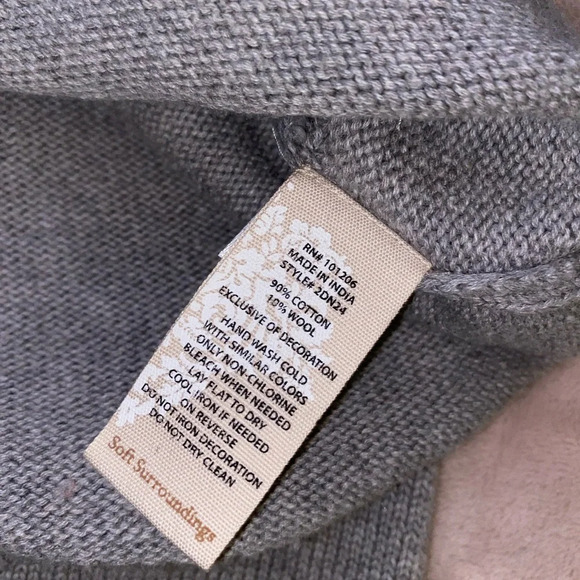 RN# 101206
MADE IN INDIA
STYLE# 2DN24
90% COTTON
10% WOOL
EXCLUSIVE OF DECORATION
HAND WASH COLD
WITH SIMILAR COLORS
ONLY NON-CHLORINE
BLEACH WHEN NEEDED
LAY FLAT TO DRY
COOL IRON IF NEEDED
ON REVERSE
DO NOT IRON DECORATION
DO NOT DRY CLEAN
Soft Surroundings